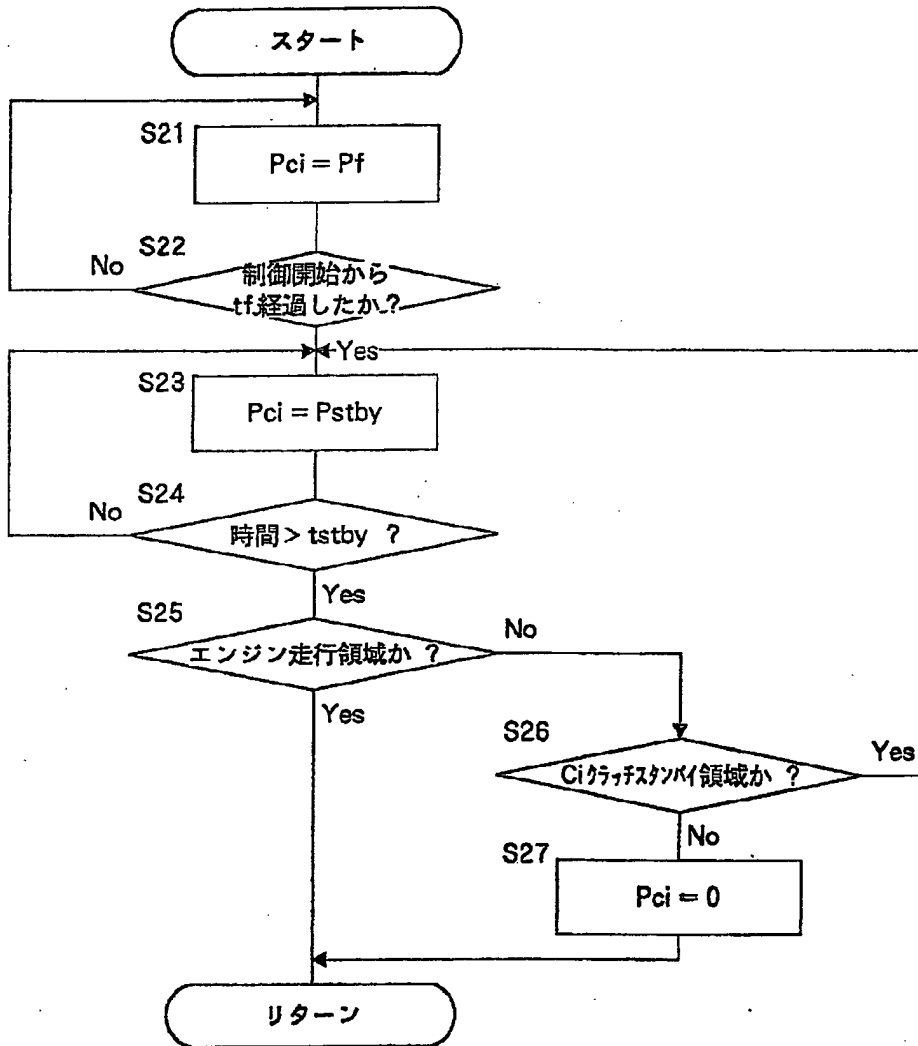 スタート
S21
Pci = Pf
S22
No
制御開始から
tf経過したか?
Yes
S23
Pci = Pstby
S24
No
時間 > tstby ?
Yes
S25
エンジン走行領域か ?
No
Yes
S26
Ciクラッチスタンバイ領域か ?
Yes
No
S27
Pci = 0
リターン